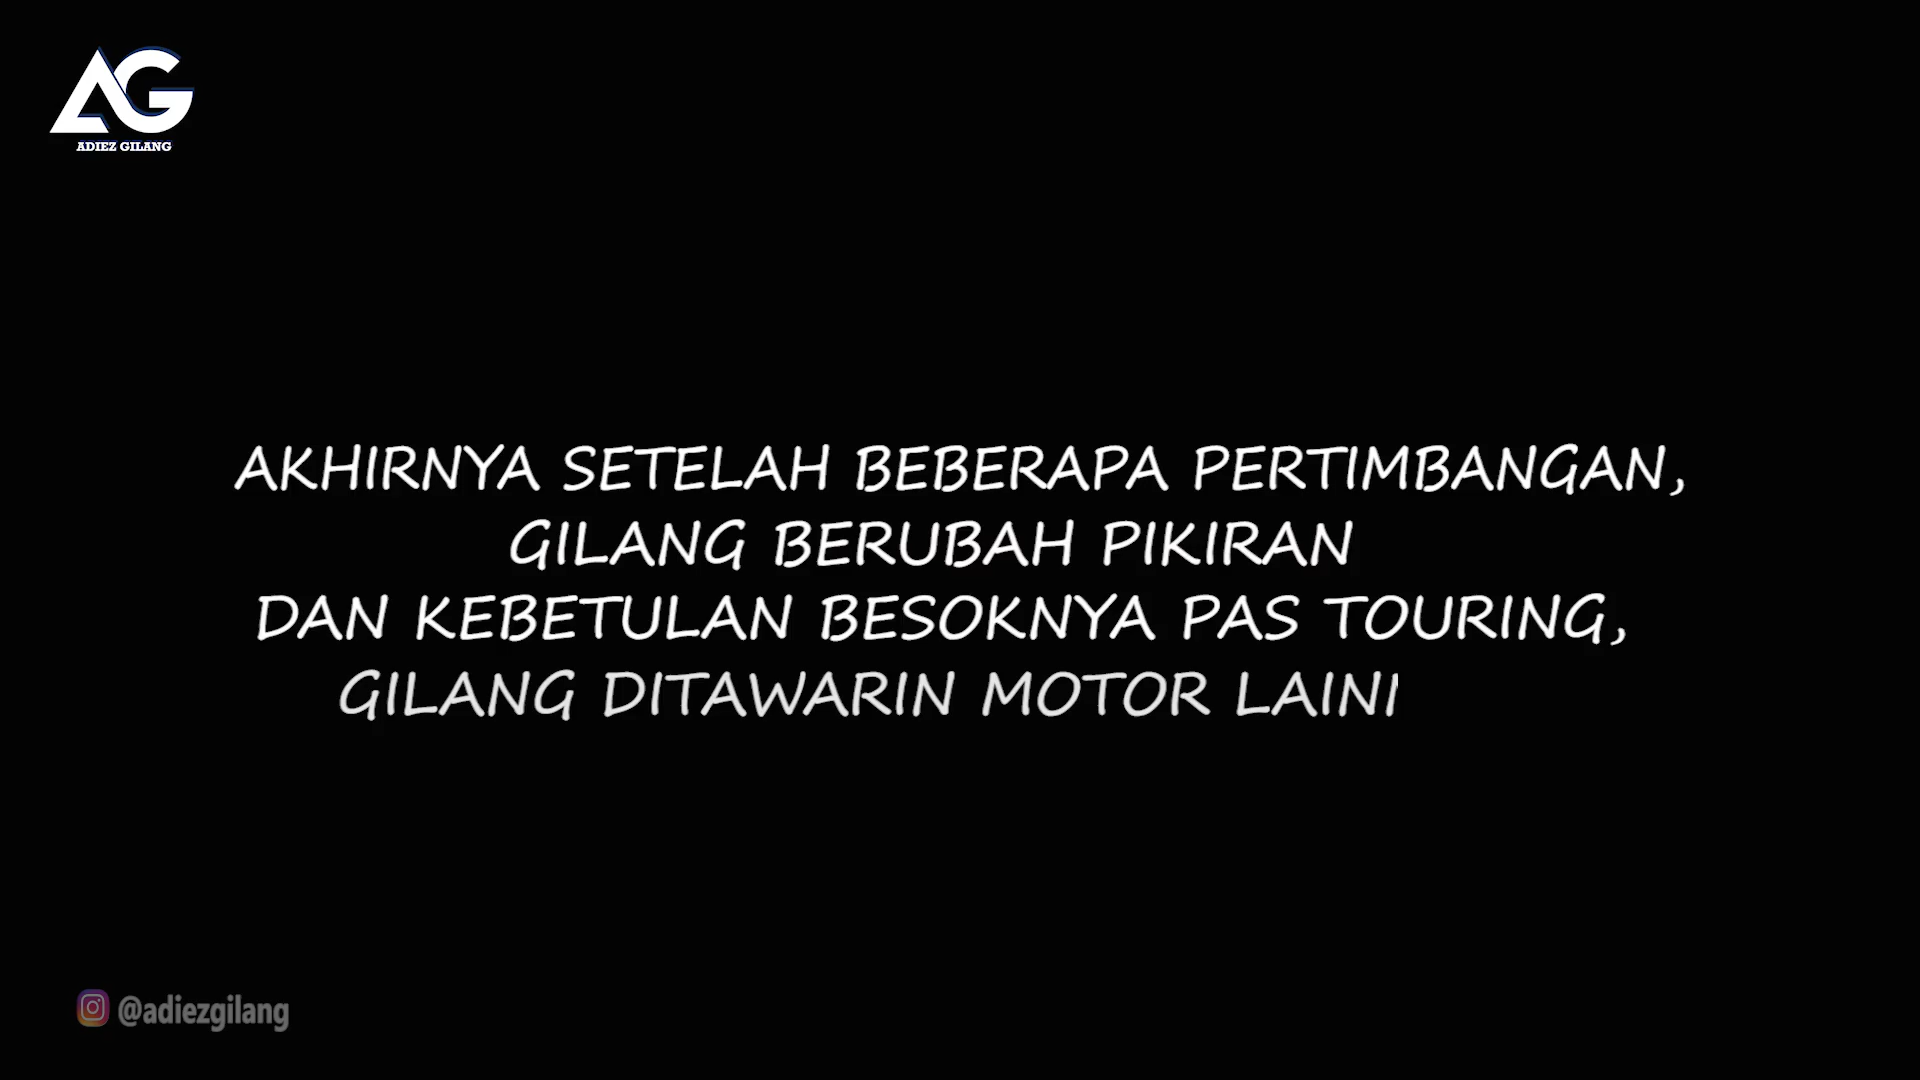 AG
ADIEZ GILANG
AKHIRNYA SETELAH BEBERAPA PERTIMBANGAN,
GILANG BERUBAH PIKIRAN
DAN KEBETULAN BESOKNYA PAS TOURING,
GILANG DITAWARIN MOTOR LAIN
@adiezgilang